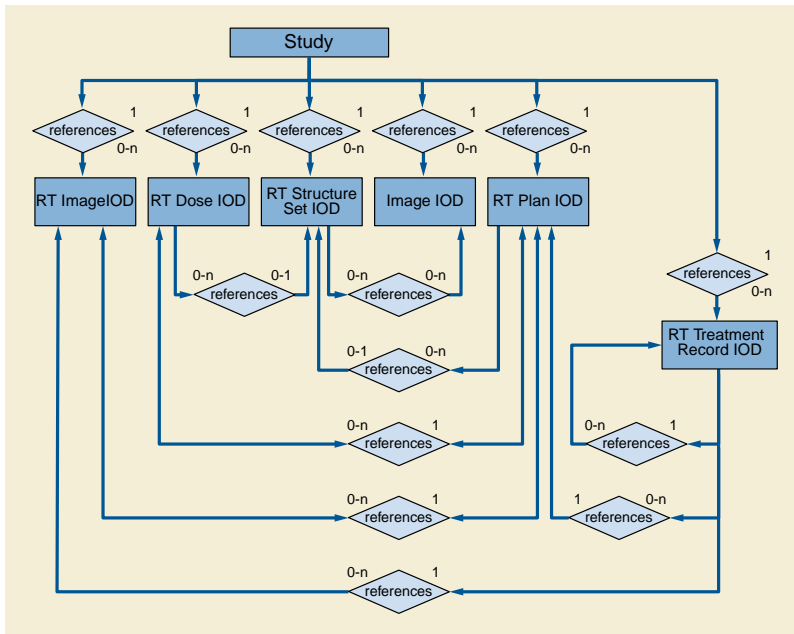 Study
1
1
1
1
1
references
references
references
references
references
0-n
0-n
0-n
0-n
0-n
RT ImageIOD
RT Dose IOD
RT Structure
Set IOD
Image IOD
RT Plan IOD
1
references
0-n
0-n
0-1
references
0-n
0-n
references
RT Treatment
Record IOD
0-1
0-n
references
0-n
1
references
0-n
1
references
0-n
1
references
1
0-n
references
0-n
1
references